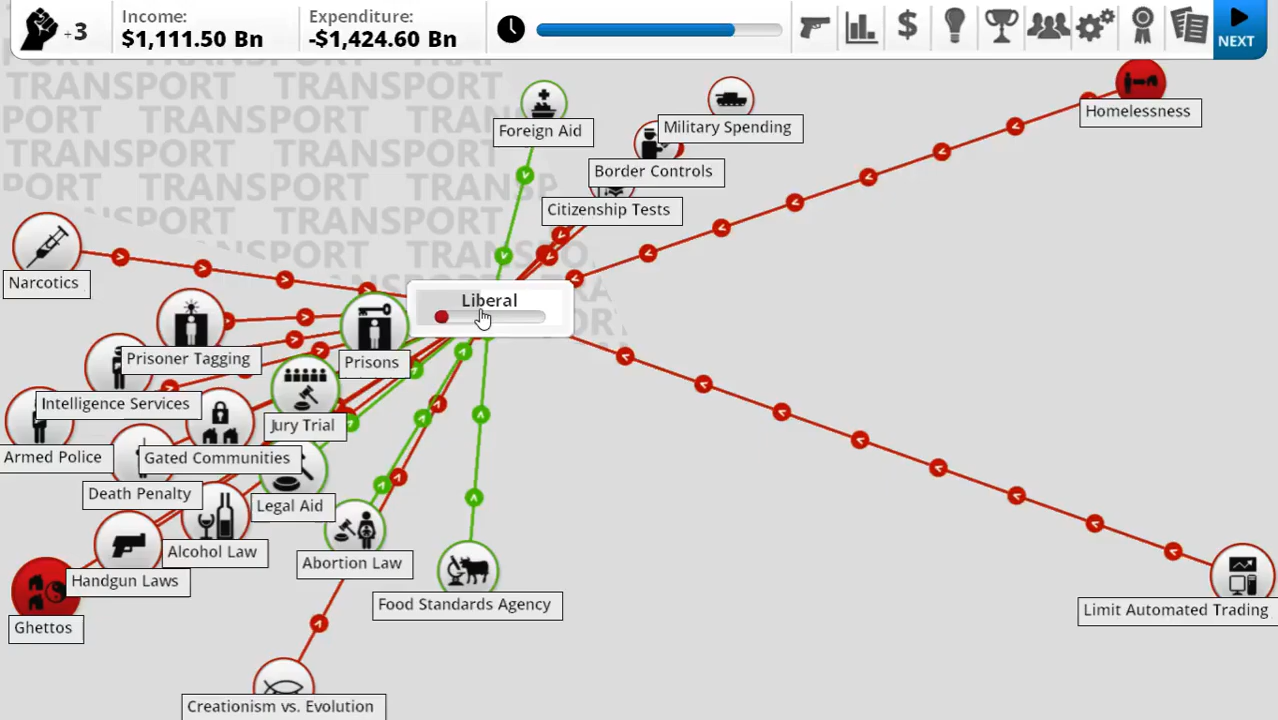 +3
Income:
$1,111.50 Bn
Expenditure:
-$1,424.60 Bn
NEXT
TRANSPORT
Foreign Aid
Military Spending
Homelessness
Border Controls
Citizenship Tests
Narcotics
Liberal
Prisoner Tagging
Prisons
Intelligence Services
Jury Trial
Armed Police
Gated Communities
Death Penalty
Legal Aid
Alcohol Law
Abortion Law
Handgun Laws
Food Standards Agency
Limit Automated Trading
Ghettos
Creationism vs. Evolution